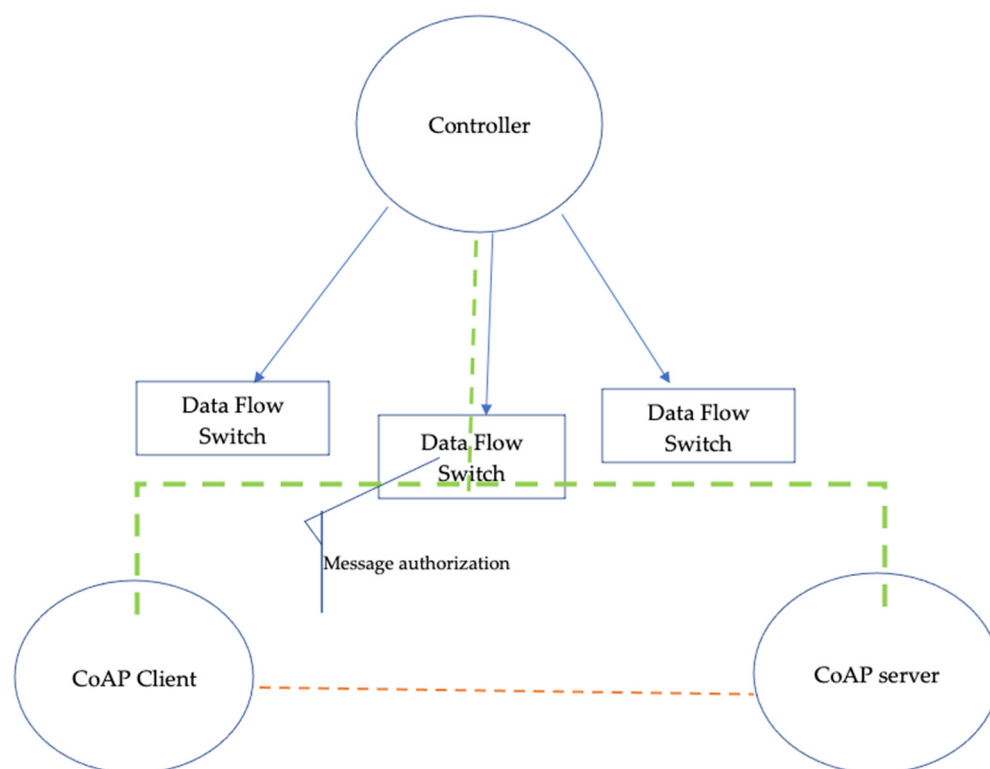 Controller
Data Flow
Switch
Data Flow
Switch
Data Flow
Switch
Message authorization
CoAP Client
CoAP server